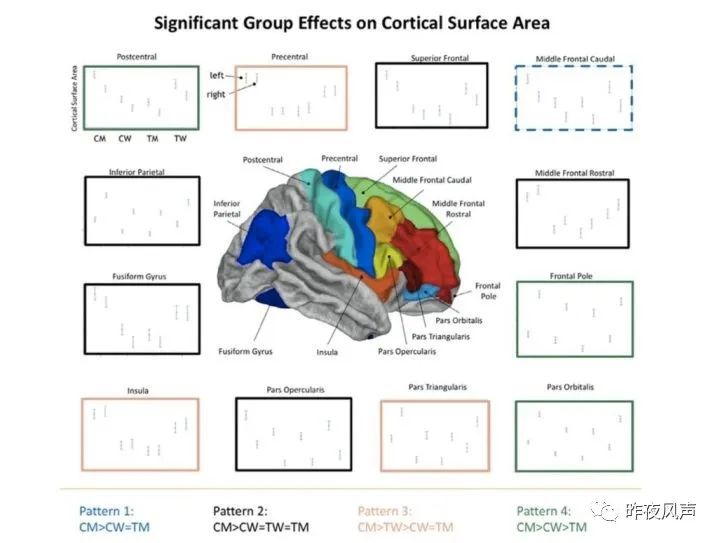 Significant Group Effects on Cortical Surface Area
Postcentral
Precentral
Superior Frontal
Middle Frontal Caudal
Cortical Surface Area
left
right
CM CW TM TW
Inferior Parietal
Postcentral
Precentral
Superior Frontal
Middle Frontal Caudal
Middle Frontal
Rostral
Middle Frontal Rostral
Inferior
Parietal
Fusiform Gyrus
Frontal
Pole
Frontal Pole
Pars Orbitalis
Pars Triangularis
Pars Opercularis
Insula
Fusiform Gyrus
Insula
Pars Opercularis
Pars Triangularis
Pars Orbitalis
Pattern 1:
CM>CW=TM
Pattern 2:
CM>CW=TW=TM
Pattern 3:
CM>TW>CW=TM
Pattern 4:
CM>CW>TM
昨夜风声